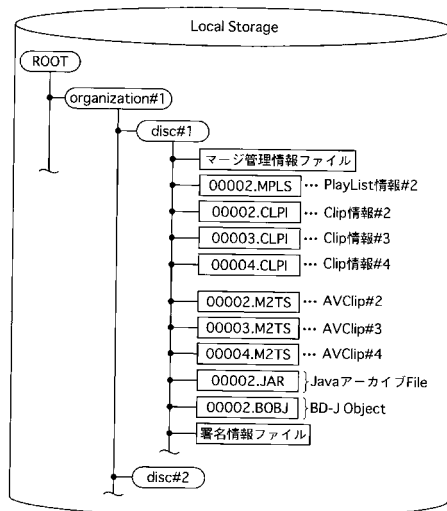 Local Storage
ROOT
organization#1
disc#1
マージ管理情報ファイル
00002.MPLS … PlayList情報#2
00002.CLPI … Clip情報#2
00003.CLPI … Clip情報#3
00004.CLPI … Clip情報#4
00002.M2TS … AVClip#2
00003.M2TS … AVClip#3
00004.M2TS … AVClip#4
00002.JAR }JavaアーカイブFile
00002.BOBJ }BD-J Object
署名情報ファイル
disc#2